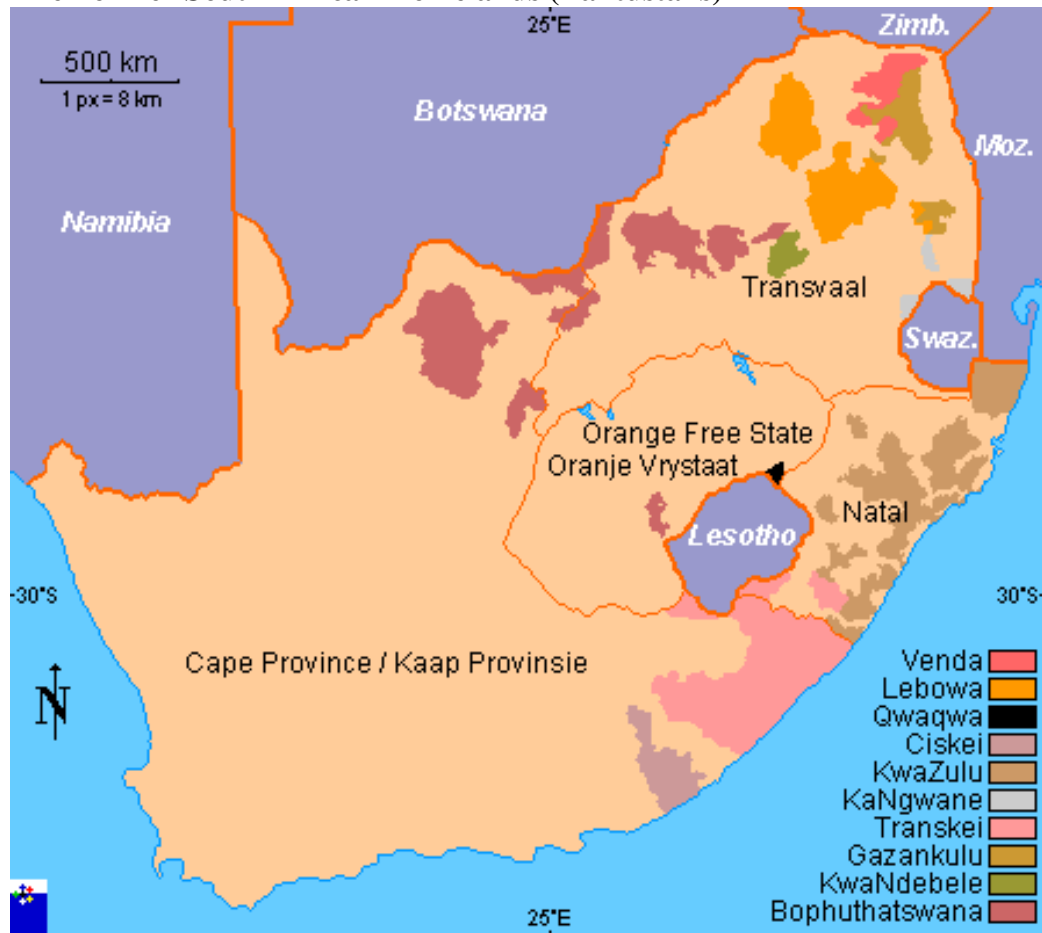 25°E
Zimb.
500 km
1 px = 8 km
Botswana
Moz.
Namibia
Transvaal
Swaz.
Orange Free State
Oranje Vrystaat
Natal
Lesotho
30°S
30°S
Cape Province / Kaap Provinsie
N
Venda
Lebowa
Qwaqwa
Ciskei
KwaZulu
KaNgwane
Transkei
Gazankulu
KwaNdebele
Bophuthatswana
25°E